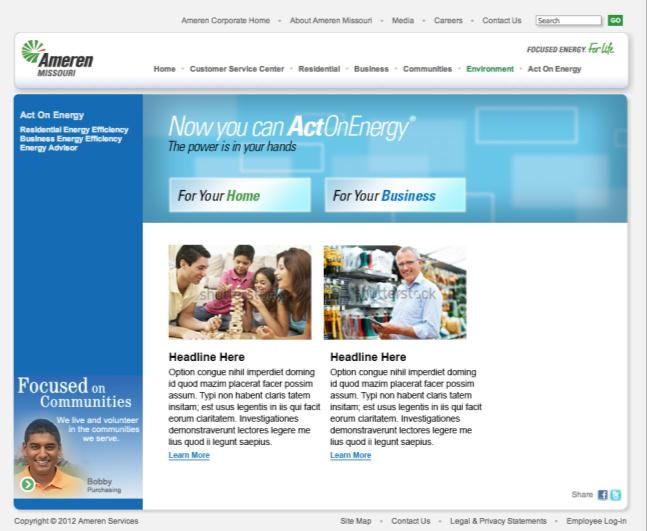 Ameren Corporate Home - About Ameren Missouri - Media - Careers - Contact Us Search GO
Ameren
MISSOURI
FOCUSED ENERGY. For Life.
Home - Customer Service Center - Residential - Business - Communities - Environment - Act On Energy
Act On Energy
Residential Energy Efficiency
Business Energy Efficiency
Energy Advisor
Now you can ActOnEnergy®
The power is in your hands
For Your Home
For Your Business
shutterstock
shutterstock
Headline Here
Option congue nihil imperdiet doming
id quod mazim placerat facer possim
assum. Typi non habent claris tatem
insitam; est usus legentis in iis qui facit
eorum claritatem. Investigationes
demonstraverunt lectores legere me
lius quod ii legunt saepius.
Learn More
Headline Here
Option congue nihil imperdiet doming
id quod mazim placerat facer possim
assum. Typi non habent claris tatem
insitam; est usus legentis in iis qui facit
eorum claritatem. Investigationes
demonstraverunt lectores legere me
lius quod ii legunt saepius.
Learn More
Focused on
Communities
We live and volunteer
in the communities
we serve.
Bobby
Purchasing
Share
Copyright © 2012 Ameren Services
Site Map - Contact Us - Legal & Privacy Statements - Employee Log-in